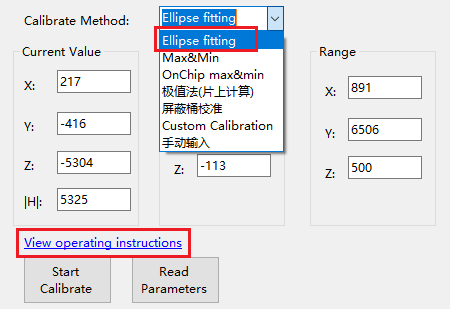 Calibrate Method:
Ellipse fitting
Ellipse fitting
Max&Min
OnChip max&min
极值法(片上计算)
屏蔽桶校准
Custom Calibration
手动输入
Current Value
X:
217
Y:
-416
Z:
-5304
|H|:
5325
Z:
-113
Range
X:
891
Y:
6506
Z:
500
View operating instructions
Start
Calibrate
Read
Parameters